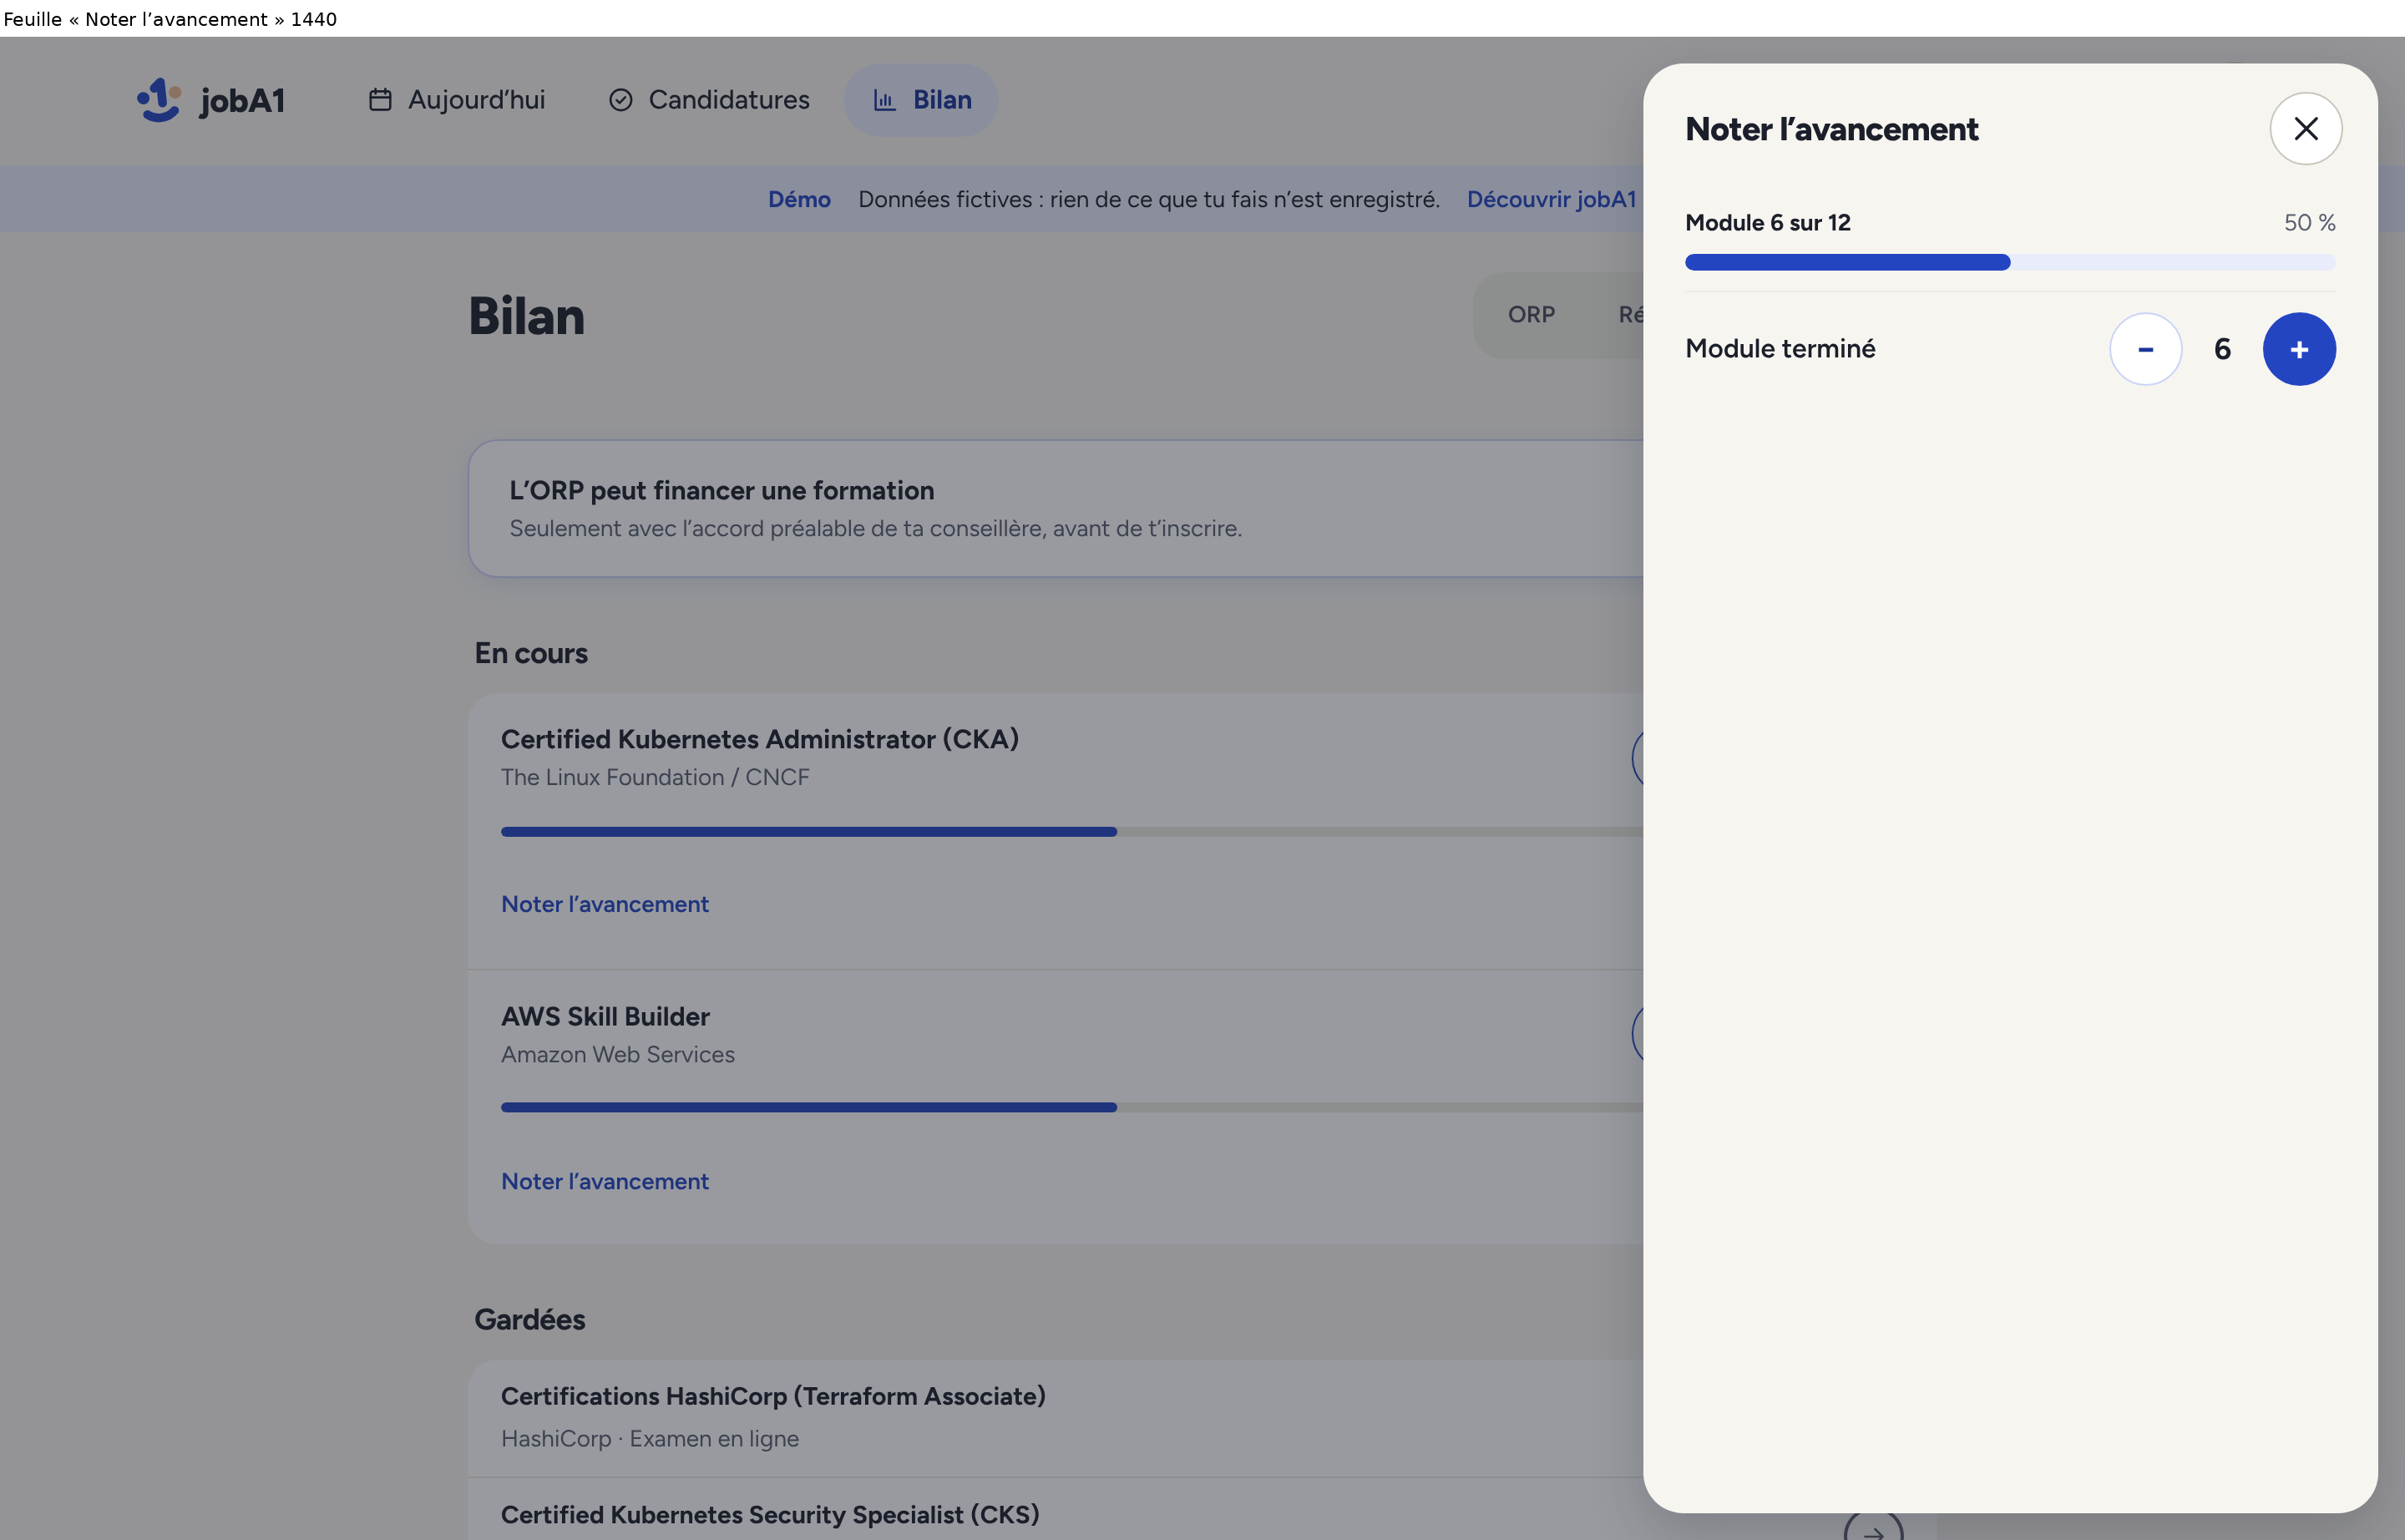 Feuille « Noter l’avancement » 1440
jobA1
Aujourd’hui
Candidatures
Bilan
Démo Données fictives : rien de ce que tu fais n’est enregistré. Découvrir jobA1
Bilan
ORP
L’ORP peut financer une formation
Seulement avec l’accord préalable de ta conseillère, avant de t’inscrire.
En cours
Certified Kubernetes Administrator (CKA)
The Linux Foundation / CNCF
Noter l’avancement
AWS Skill Builder
Amazon Web Services
Noter l’avancement
Gardées
Certifications HashiCorp (Terraform Associate)
HashiCorp · Examen en ligne
Certified Kubernetes Security Specialist (CKS)
Noter l’avancement
Module 6 sur 12 50 %
Module terminé − 6 +